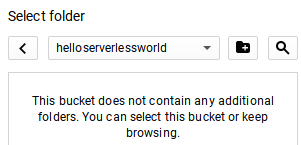 Select folder
helloserverlessworld
This bucket does not contain any additional
folders. You can select this bucket or keep
browsing.